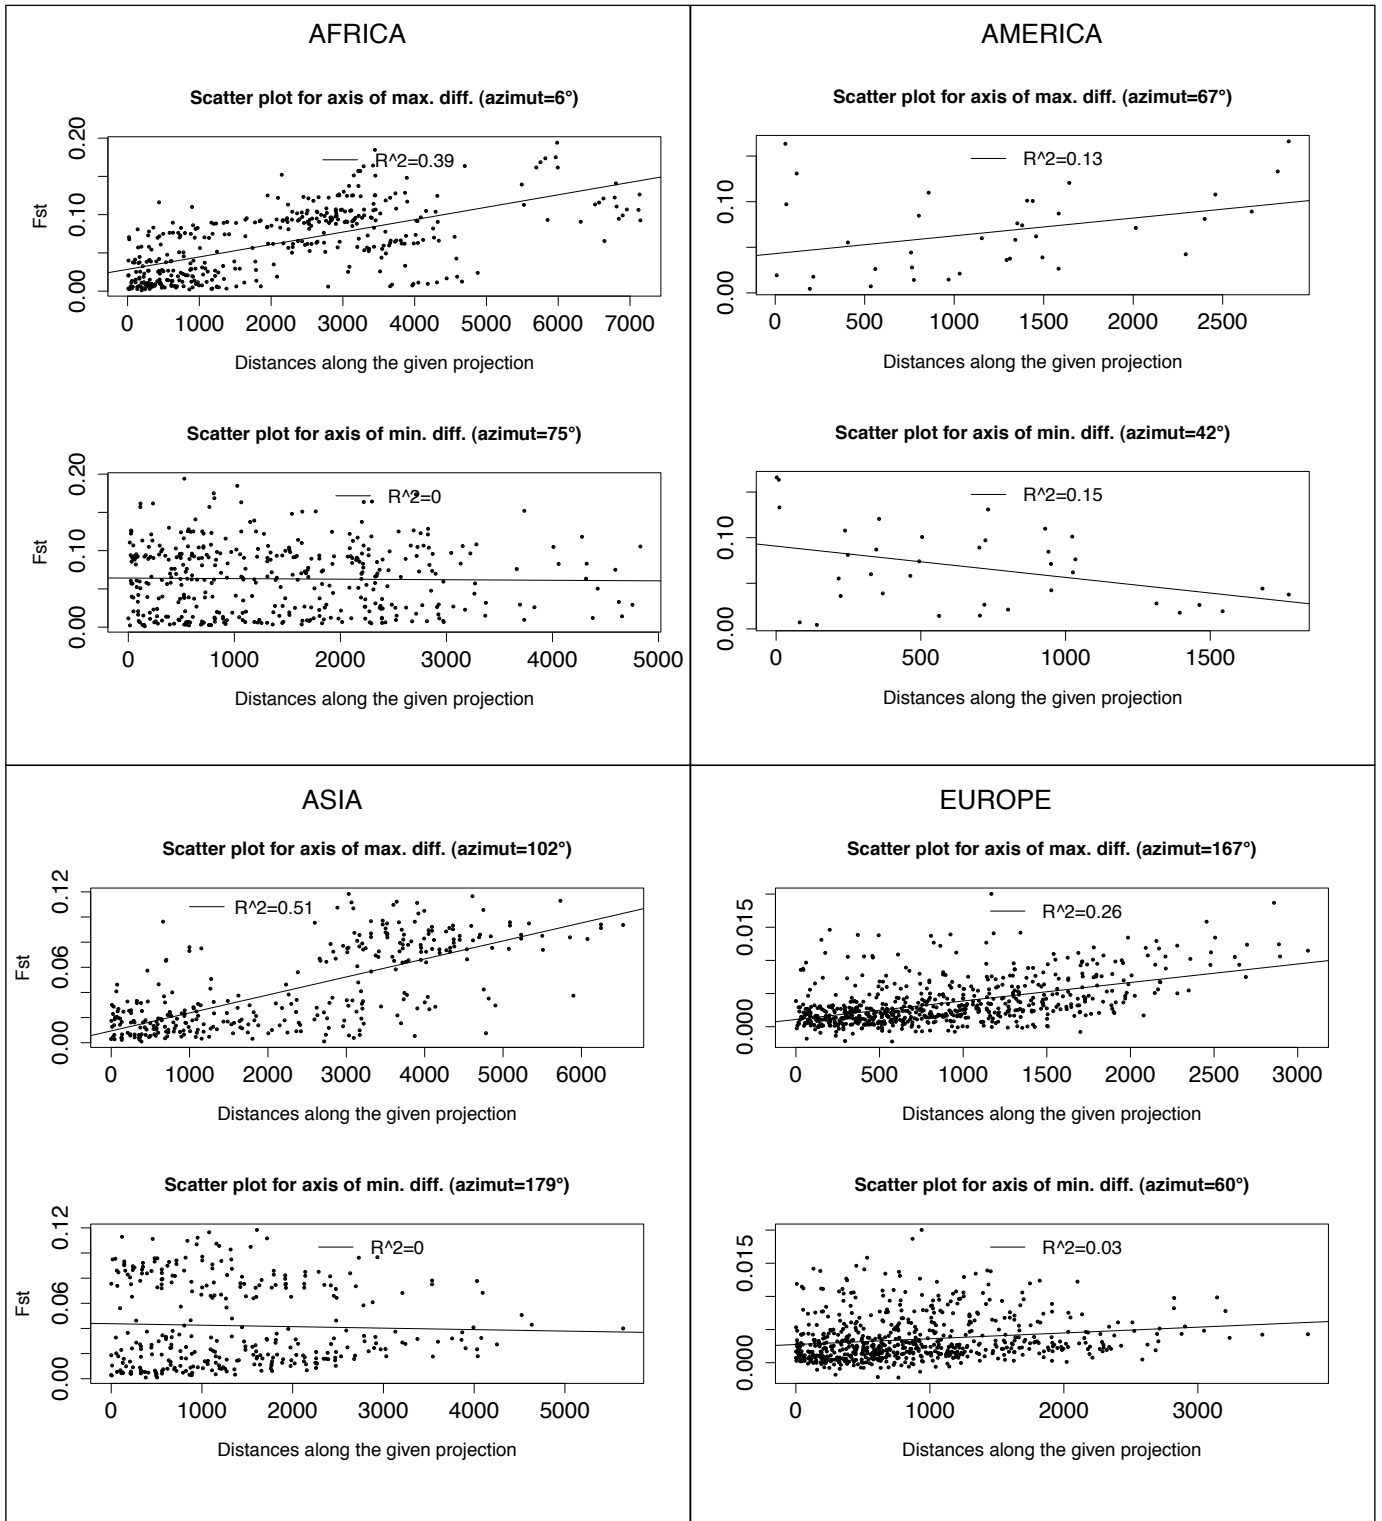 AFRICA
Scatter plot for axis of max. diff. (azimut=6°)
R^2=0.39
Fst
0.00 0.10 0.20
0 1000 2000 3000 4000 5000 6000 7000
Distances along the given projection
Scatter plot for axis of min. diff. (azimut=75°)
R^2=0
Fst
0.00 0.10 0.20
0 1000 2000 3000 4000 5000
Distances along the given projection
AMERICA
Scatter plot for axis of max. diff. (azimut=67°)
R^2=0.13
0.00 0.10
0 500 1000 1500 2000 2500
Distances along the given projection
Scatter plot for axis of min. diff. (azimut=42°)
R^2=0.15
0.00 0.10
0 500 1000 1500
Distances along the given projection
ASIA
Scatter plot for axis of max. diff. (azimut=102°)
R^2=0.51
Fst
0.00 0.06 0.12
0 1000 2000 3000 4000 5000 6000
Distances along the given projection
Scatter plot for axis of min. diff. (azimut=179°)
R^2=0
Fst
0.00 0.06 0.12
0 1000 2000 3000 4000 5000
Distances along the given projection
EUROPE
Scatter plot for axis of max. diff. (azimut=167°)
R^2=0.26
0.000 0.015
0 500 1000 1500 2000 2500 3000
Distances along the given projection
Scatter plot for axis of min. diff. (azimut=60°)
R^2=0.03
0.000 0.015
0 1000 2000 3000
Distances along the given projection